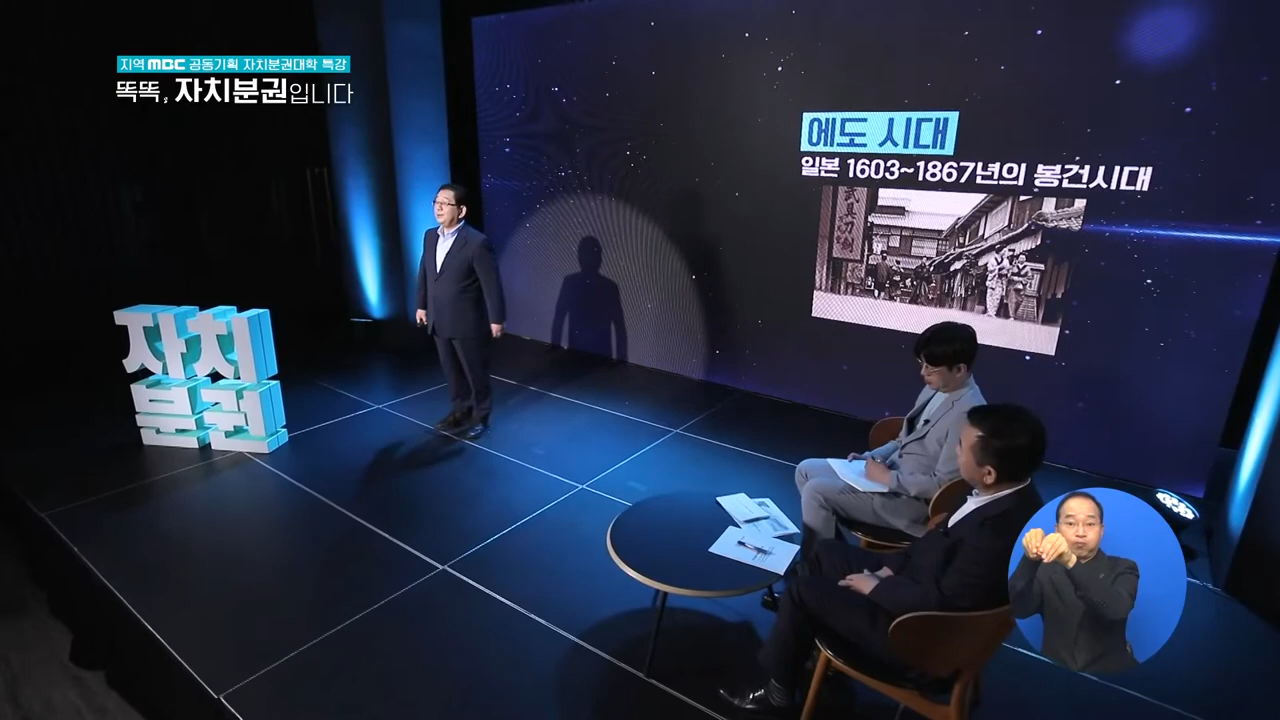 지역 MBC 공동기획 자치분권대학 특강
똑똑, 자치분권입니다
에도 시대
일본 1603~1867년의 봉건시대
자치
분권